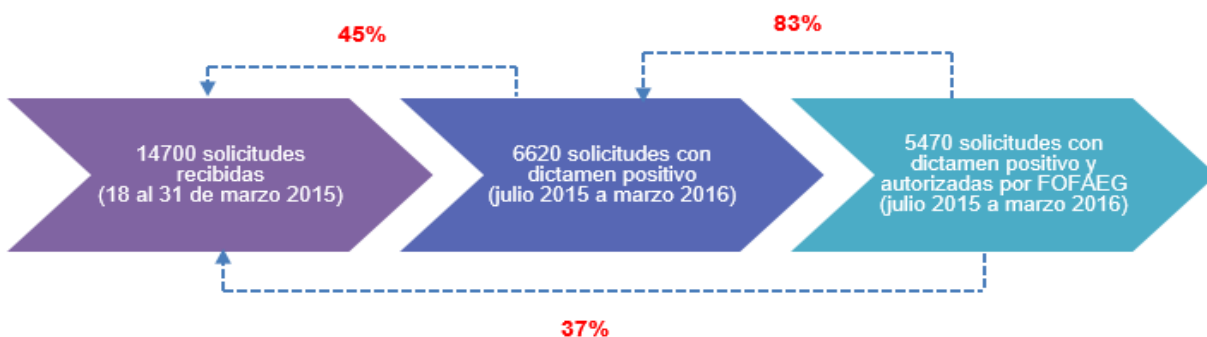 45%
83%
14700 solicitudes
recibidas
(18 al 31 de marzo 2015)
6620 solicitudes con
dictamen positivo
(julio 2015 a marzo 2016)
5470 solicitudes con
dictamen positivo y
autorizadas por FOFAEG
(julio 2015 a marzo 2016)
37%